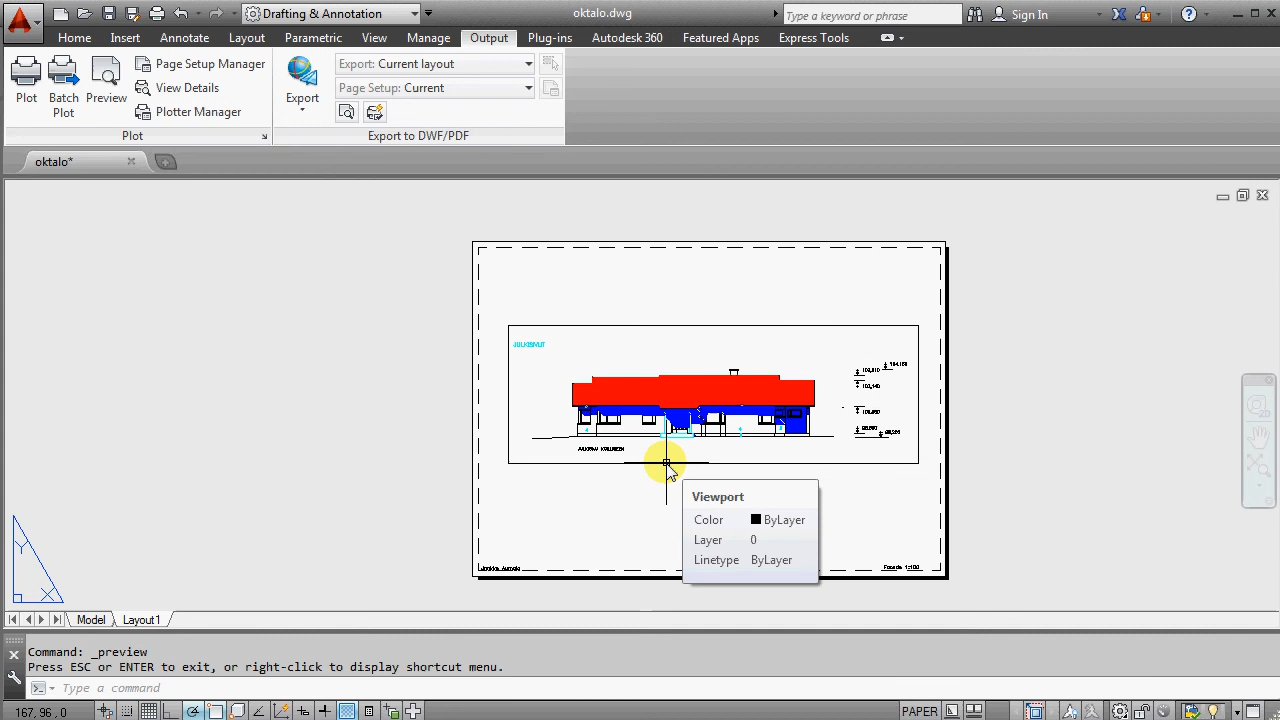 Drafting & Annotation
oktalo.dwg
Type a keyword or phrase
Sign In
Home Insert Annotate Layout Parametric View Manage Output Plug-ins Autodesk 360 Featured Apps Express Tools
Plot
Batch Plot
Preview
Page Setup Manager
View Details
Plotter Manager
Export
Export: Current layout
Page Setup: Current
Plot
Export to DWF/PDF
oktalo*
JULKISIVUT
Viewport
Color ByLayer
Layer 0
Linetype ByLayer
Y
X
Model Layout1
Command: _preview
Press ESC or ENTER to exit, or right-click to display shortcut menu.
Type a command
167, 96 , 0
PAPER